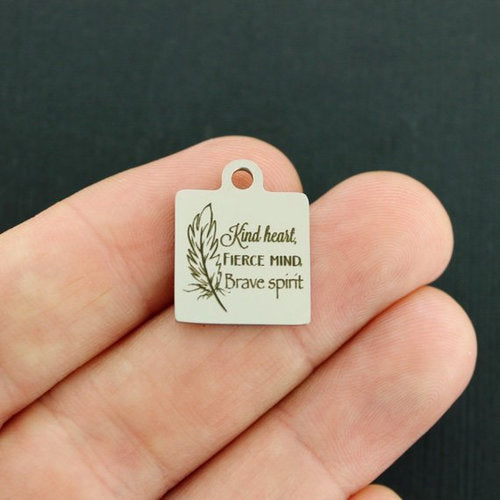 Kind heart,
FIERCE MIND,
Brave spirit